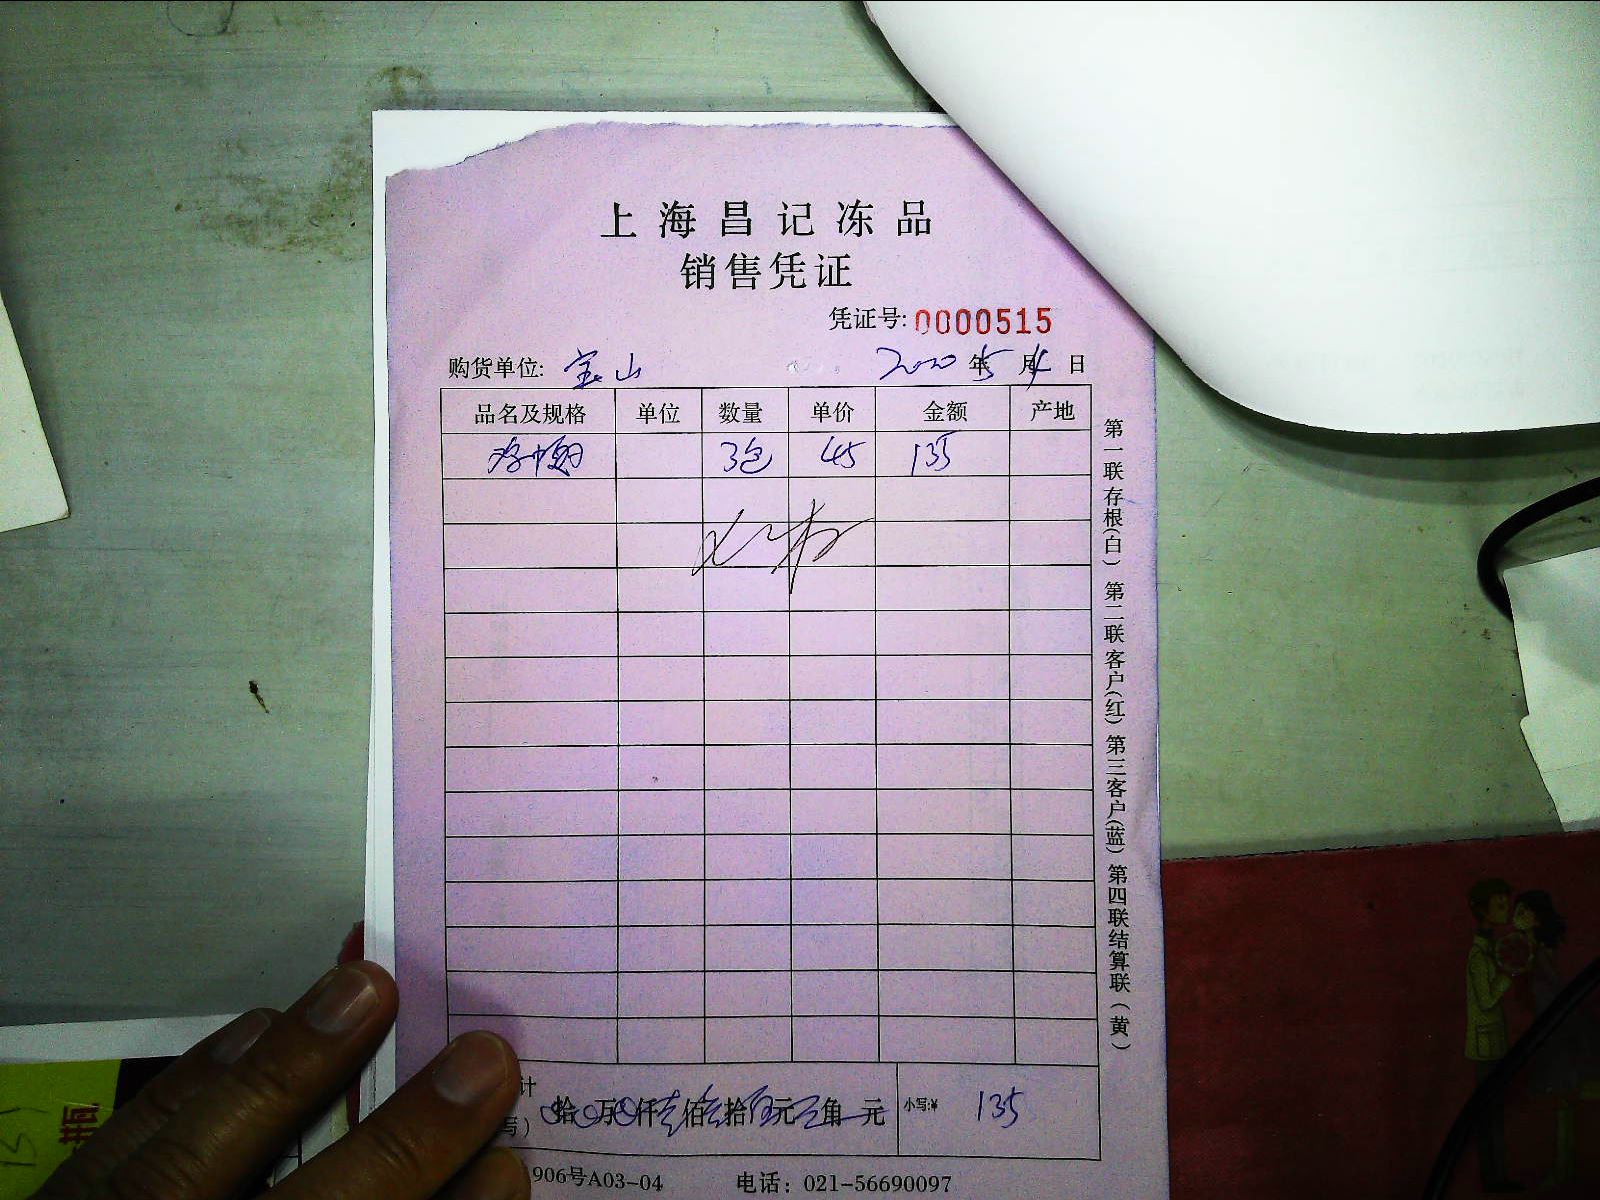 上海昌记冻品
销售凭证
凭证号: 0000515
购货单位: 宝山 2020年5月4日
品名及规格 单位 数量 单价 金额 产地
3包 45 135
计
写) 拾 万 仟 佰 拾 元 角 元 小写:¥ 135
906号A03-04 电话: 021-56690097
第一联存根(白) 第二联客户(红) 第三客户(蓝) 第四联结算联(黄)